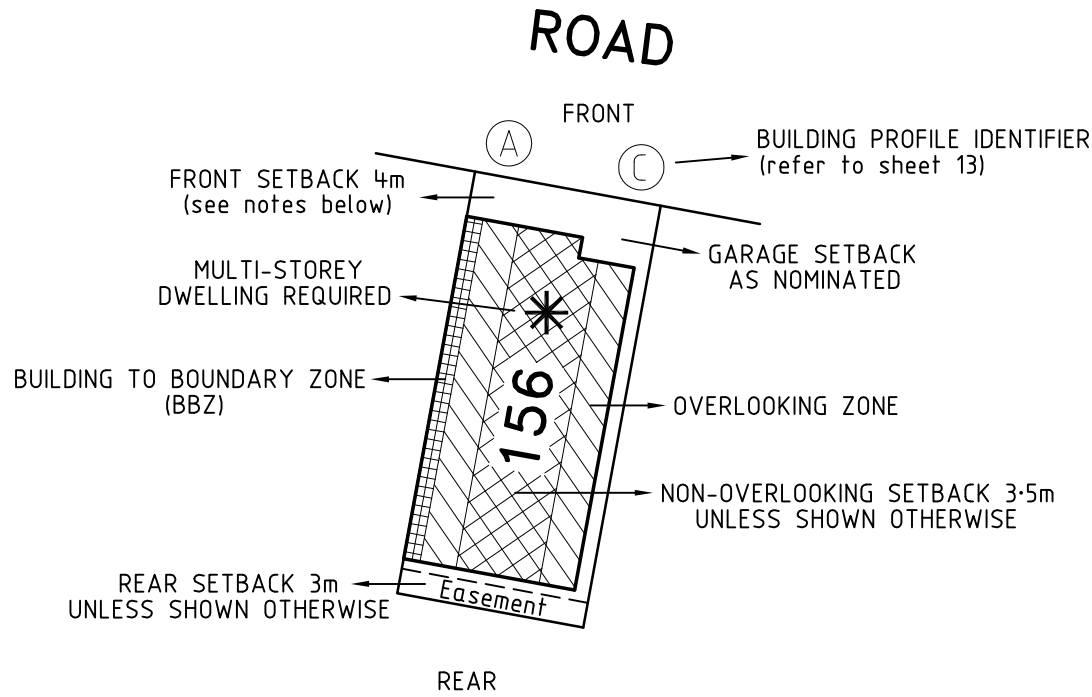 ROAD
FRONT
A
C
BUILDING PROFILE IDENTIFIER
(refer to sheet 13)
FRONT SETBACK 4m
(see notes below)
GARAGE SETBACK
AS NOMINATED
MULTI-STOREY
DWELLING REQUIRED
BUILDING TO BOUNDARY ZONE
(BBZ)
156
OVERLOOKING ZONE
NON-OVERLOOKING SETBACK 3·5m
UNLESS SHOWN OTHERWISE
REAR SETBACK 3m
UNLESS SHOWN OTHERWISE
Easement
REAR